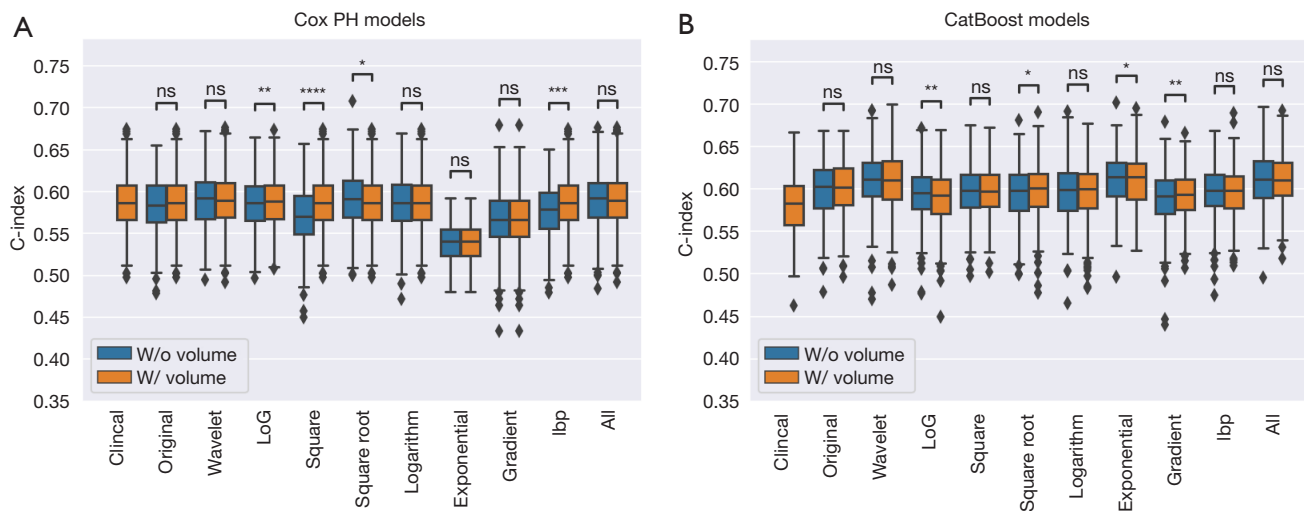 A
Cox PH models
C-index
0.75
0.70
0.65
0.60
0.55
0.50
0.45
0.40
0.35
ns
ns
**
****
*
ns
ns
ns
***
ns
W/o volume
W/ volume
Clincal
Original
Wavelet
LoG
Square
Square root
Logarithm
Exponential
Gradient
lbp
All
B
CatBoost models
C-index
0.75
0.70
0.65
0.60
0.55
0.50
0.45
0.40
0.35
ns
ns
**
ns
*
ns
*
**
ns
ns
W/o volume
W/ volume
Clincal
Original
Wavelet
LoG
Square
Square root
Logarithm
Exponential
Gradient
lbp
All